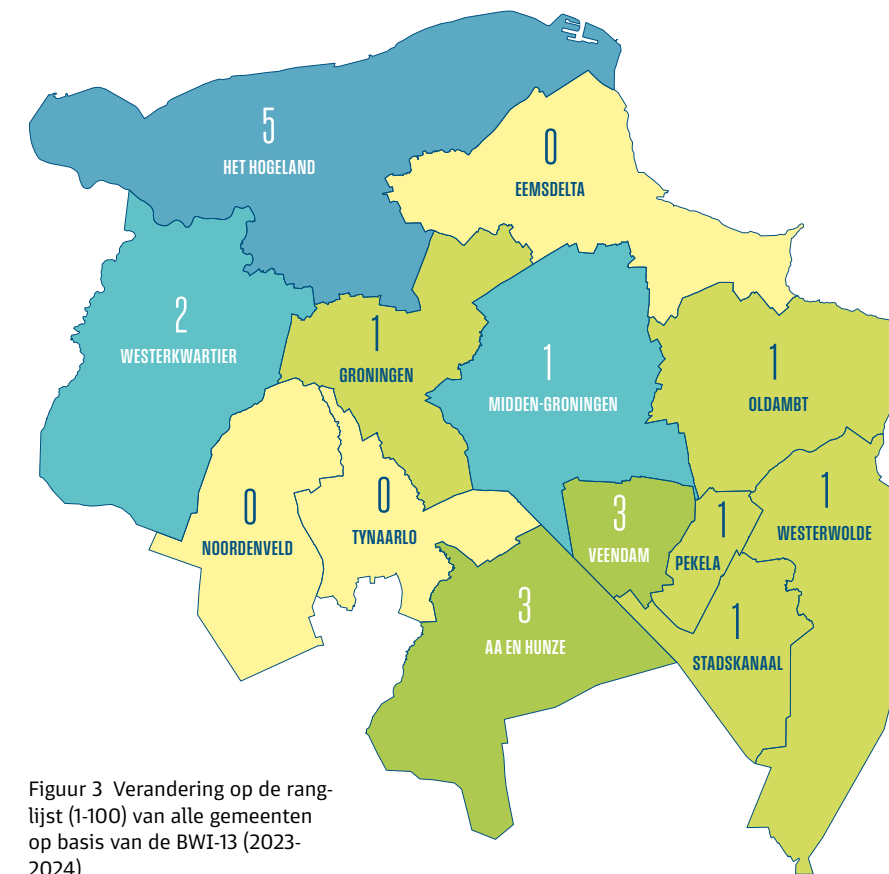 5
HET HOGELAND
0
EEMSDELTA
2
WESTERKWARTIER
1
GRONINGEN
1
MIDDEN-GRONINGEN
1
OLDAMBT
0
NOORDENVELD
0
TYNAARLO
3
VEENDAM
1
PEKELA
1
WESTERWOLDE
3
AA EN HUNZE
1
STADSKANAAL
Figuur 3 Verandering op de rang-
lijst (1-100) van alle gemeenten
op basis van de BWI-13 (2023-
2024)